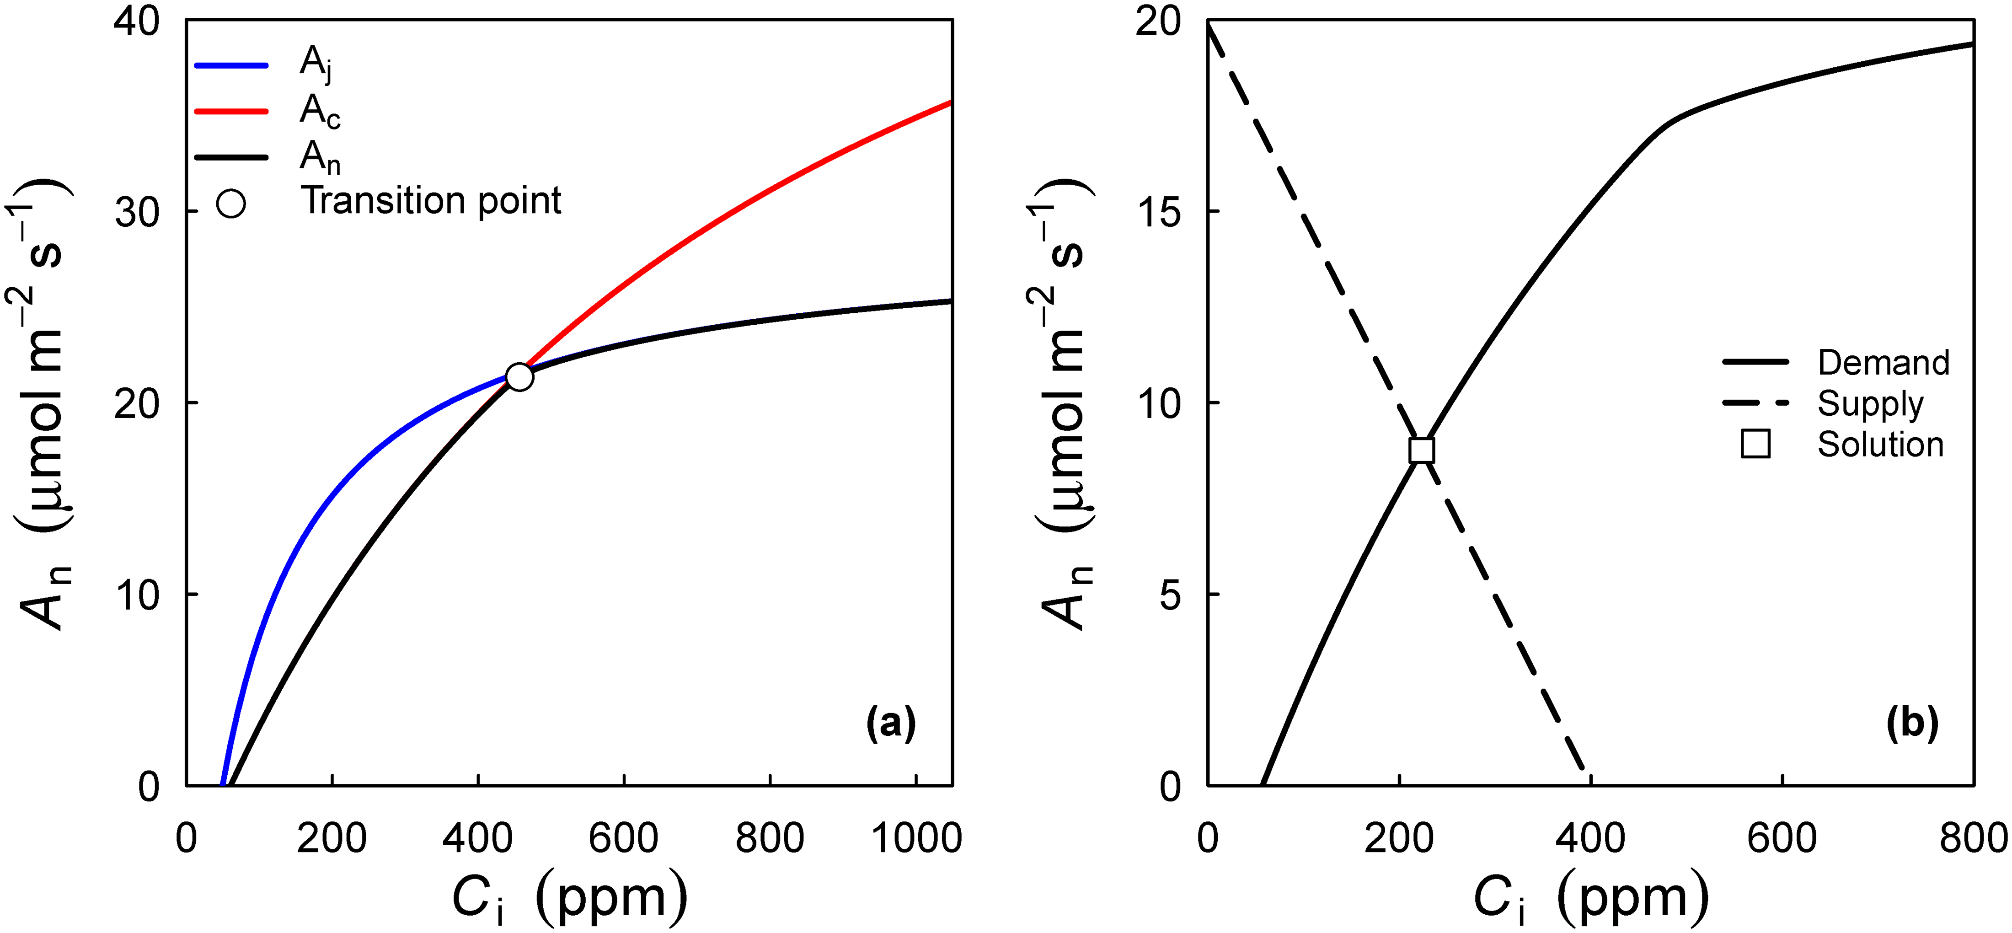 40
30
20
10
0
A_n (μmol m⁻² s⁻¹)
A_j
A_c
A_n
Transition point
(a)
0 200 400 600 800 1000
C_i (ppm)
20
15
10
5
0
A_n (μmol m⁻² s⁻¹)
Demand
Supply
Solution
(b)
0 200 400 600 800
C_i (ppm)